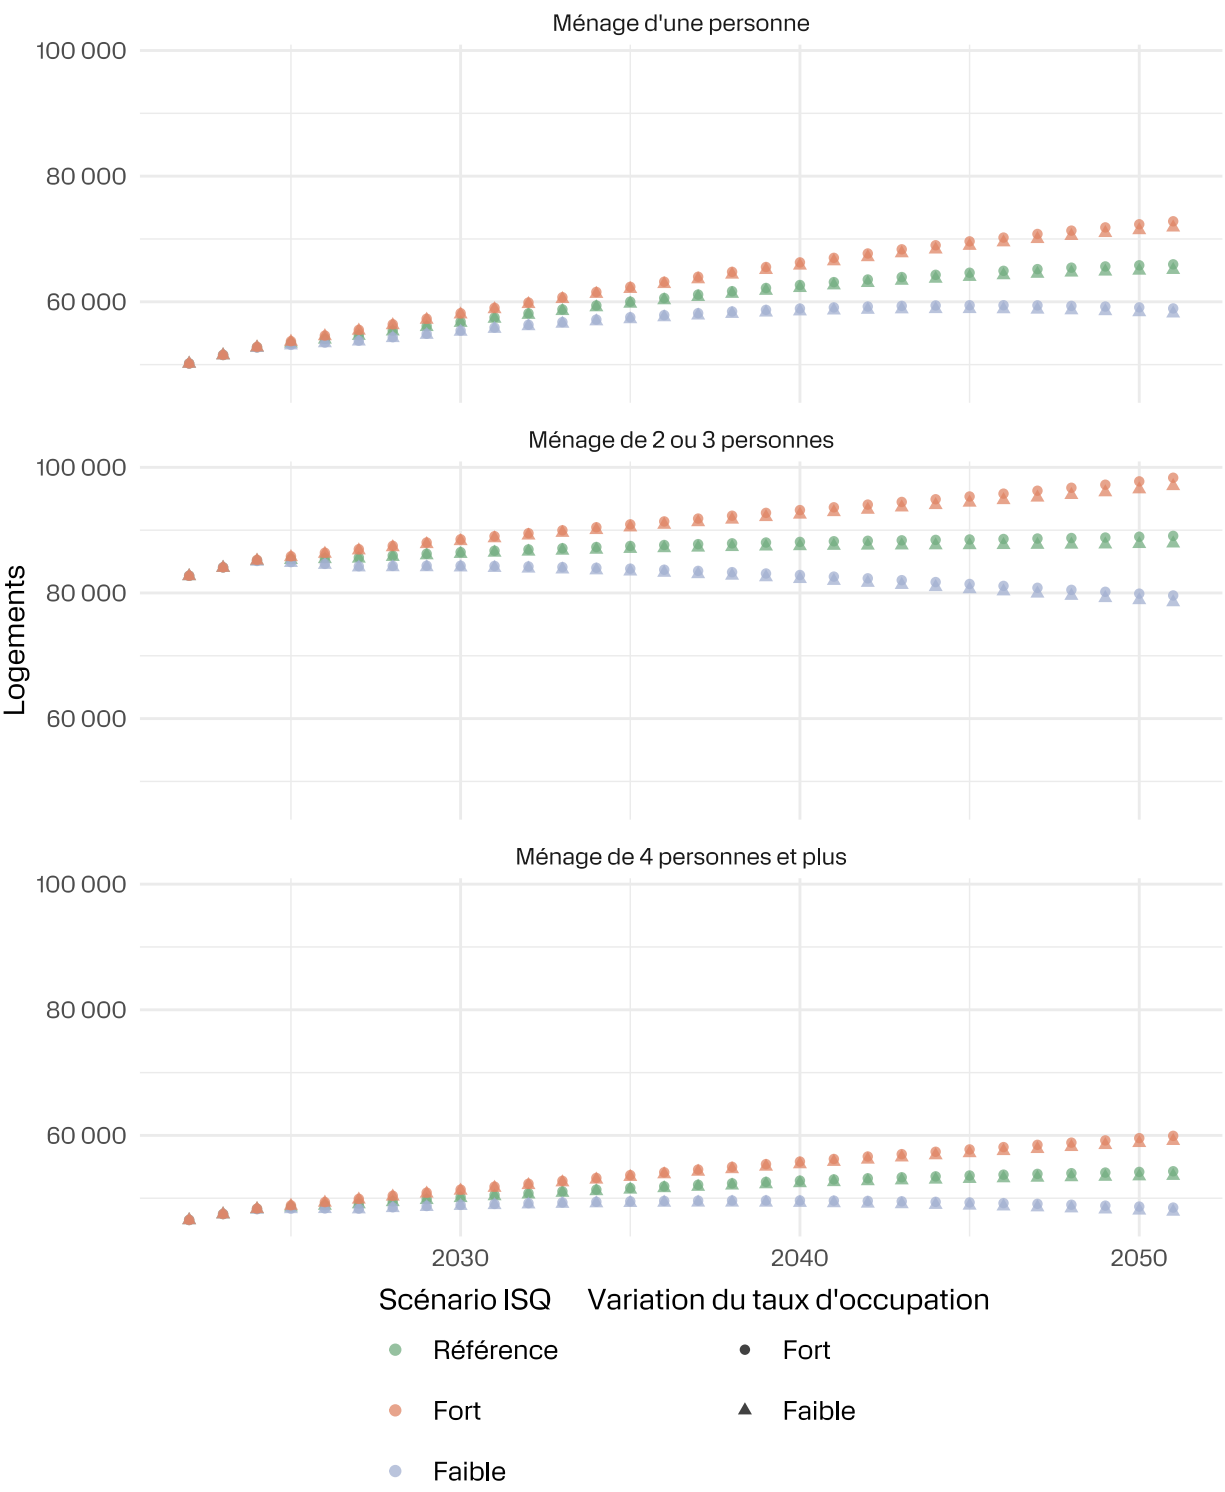 Ménage d'une personne
100 000
80 000
60 000
Ménage de 2 ou 3 personnes
100 000
80 000
60 000
Logements
Ménage de 4 personnes et plus
100 000
80 000
60 000
2030 2040 2050
Scénario ISQ Variation du taux d'occupation
Référence Fort
Fort Faible
Faible